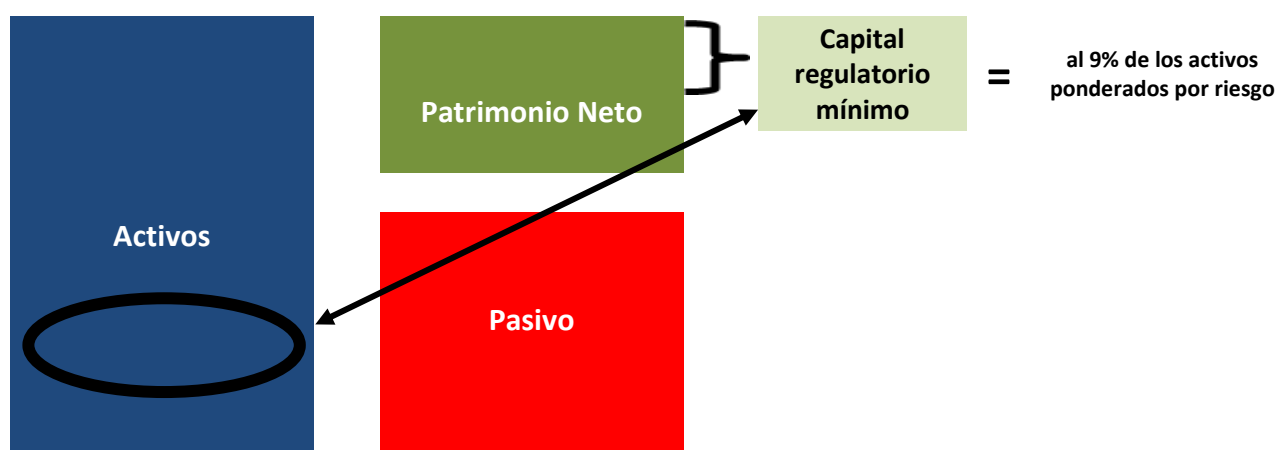 Capital
regulatorio
mínimo
=
al 9% de los activos
ponderados por riesgo
Patrimonio Neto
Activos
Pasivo